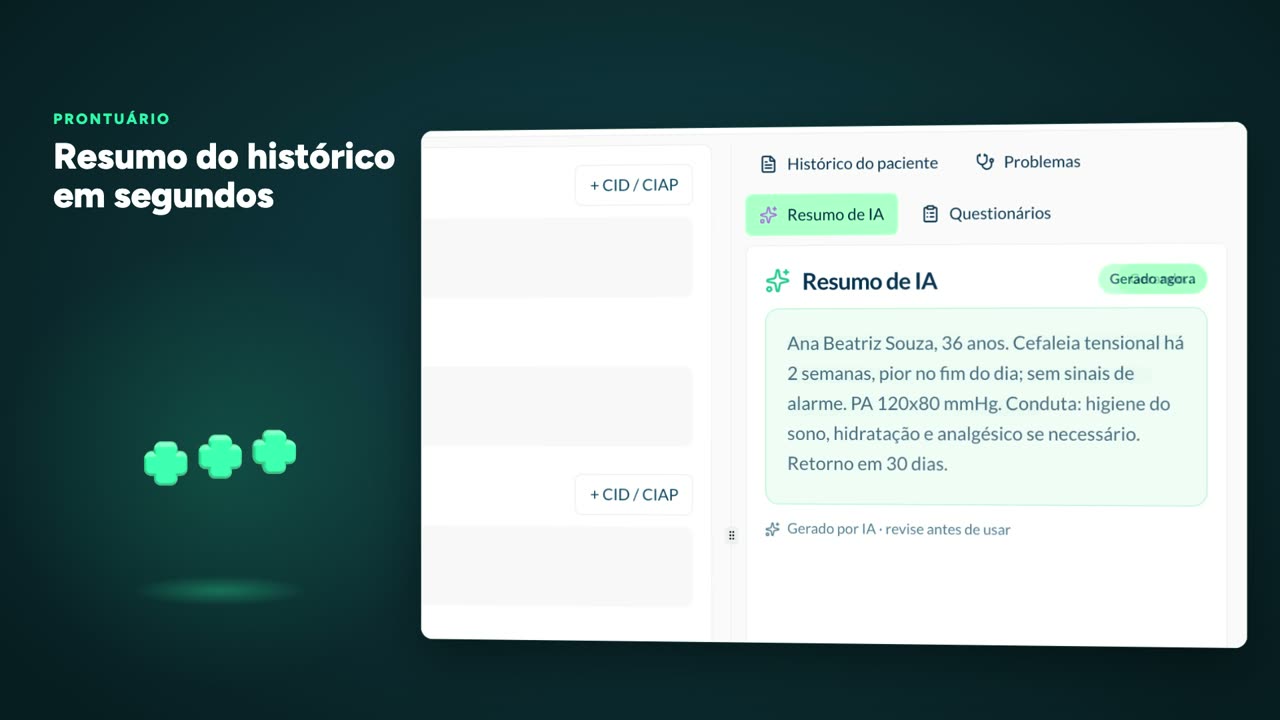 PRONTUÁRIO
Resumo do histórico
em segundos
+ CID / CIAP
+ CID / CIAP
Histórico do paciente
Problemas
Resumo de IA
Questionários
Resumo de IA
Gerado agora
Ana Beatriz Souza, 36 anos. Cefaleia tensional há
2 semanas, pior no fim do dia; sem sinais de
alarme. PA 120x80 mmHg. Conduta: higiene do
sono, hidratação e analgésico se necessário.
Retorno em 30 dias.
Gerado por IA · revise antes de usar